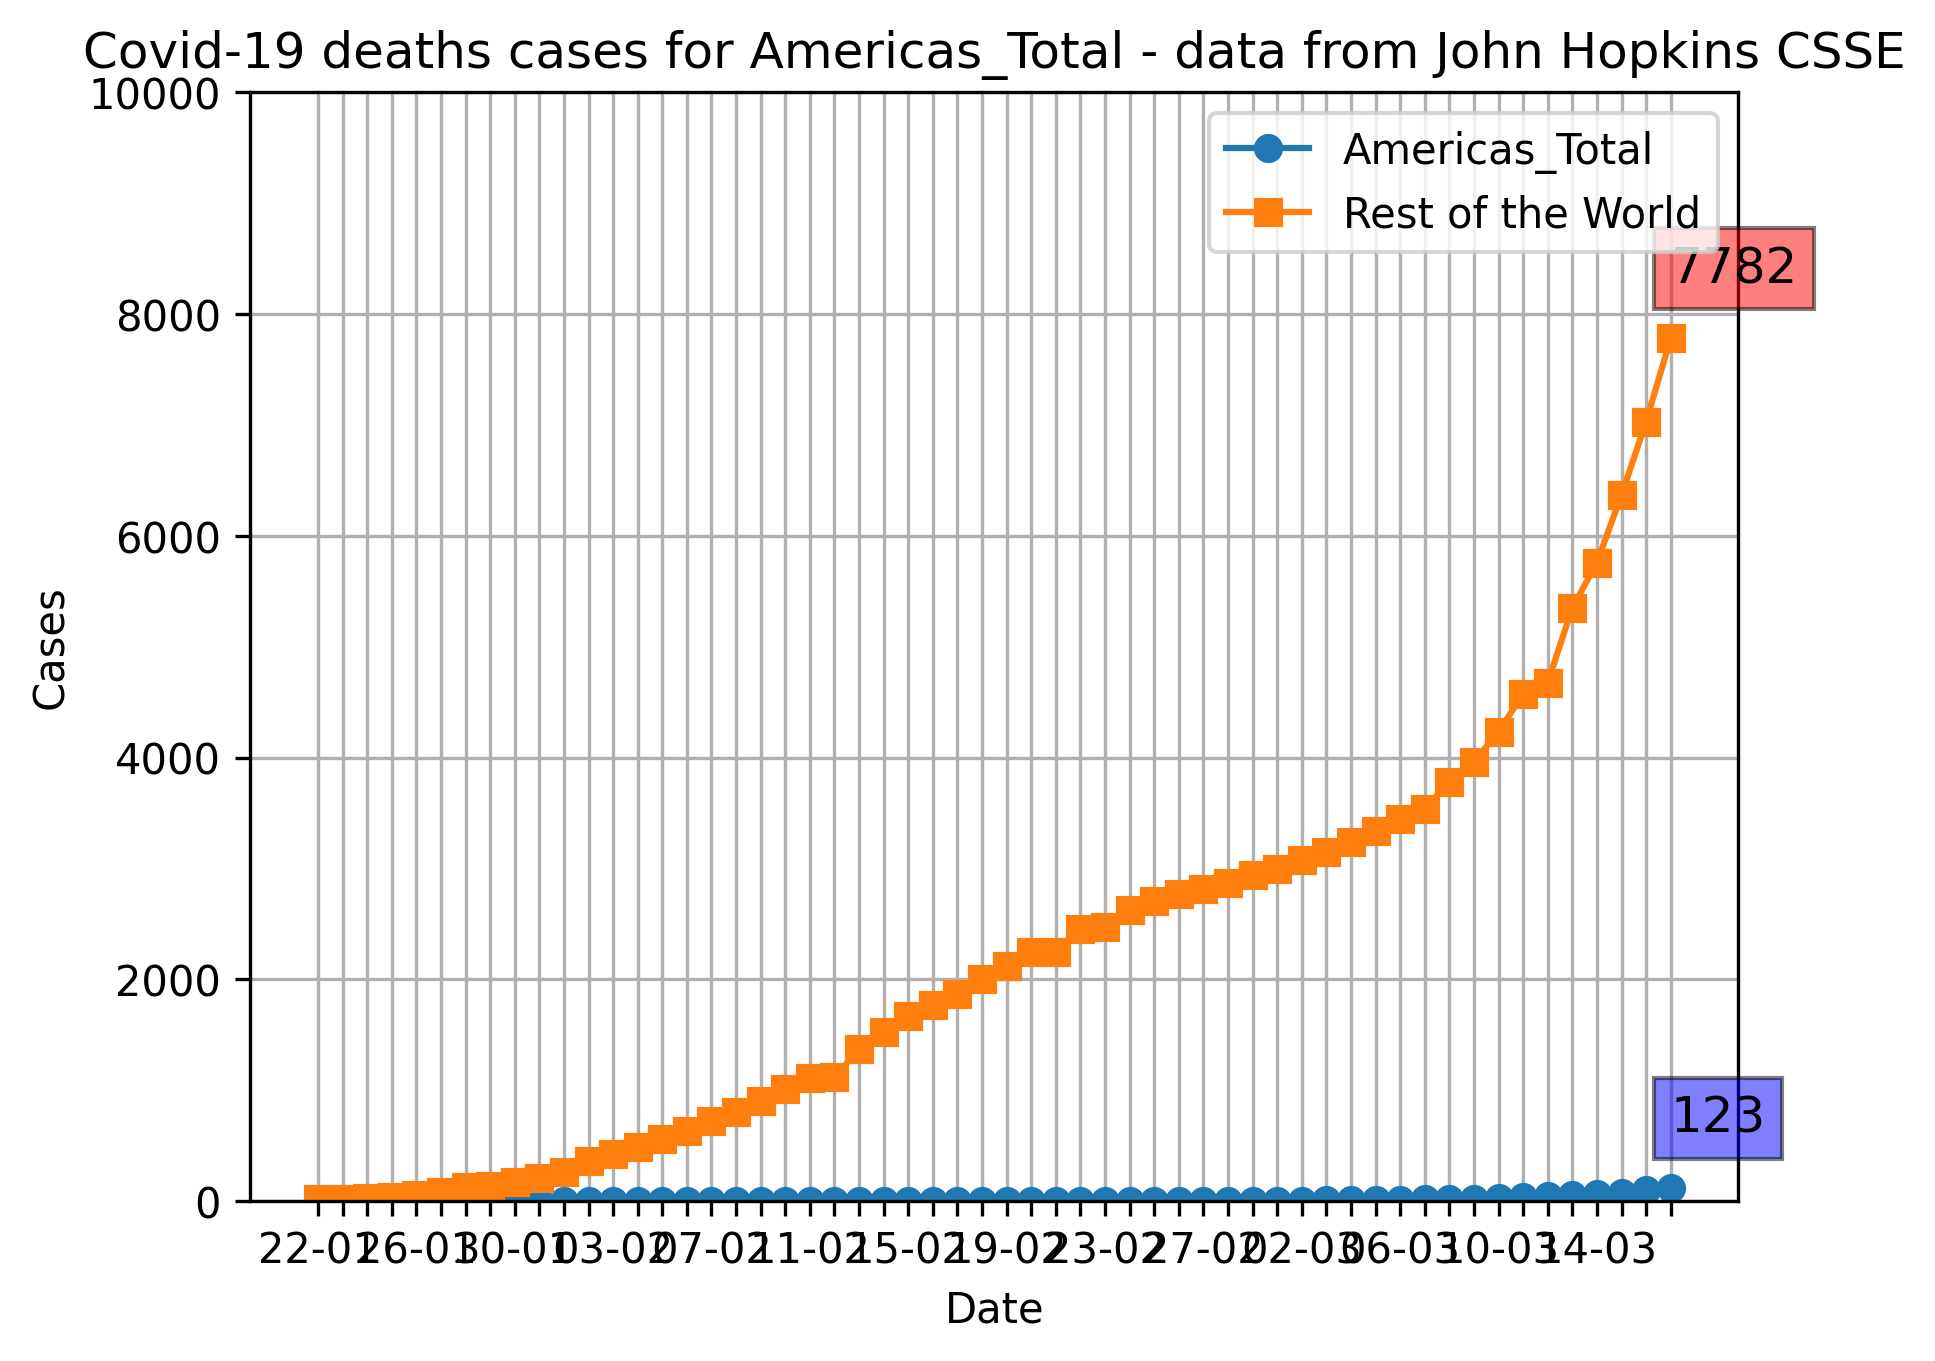 Covid-19 deaths cases for Americas_Total - data from John Hopkins CSSE
10000
8000
6000
4000
2000
0
Cases
Americas_Total
Rest of the World
7782
123
22-01 26-01 30-01 03-02 07-02 11-02 15-02 19-02 23-02 27-02 02-03 06-03 10-03 14-03
Date